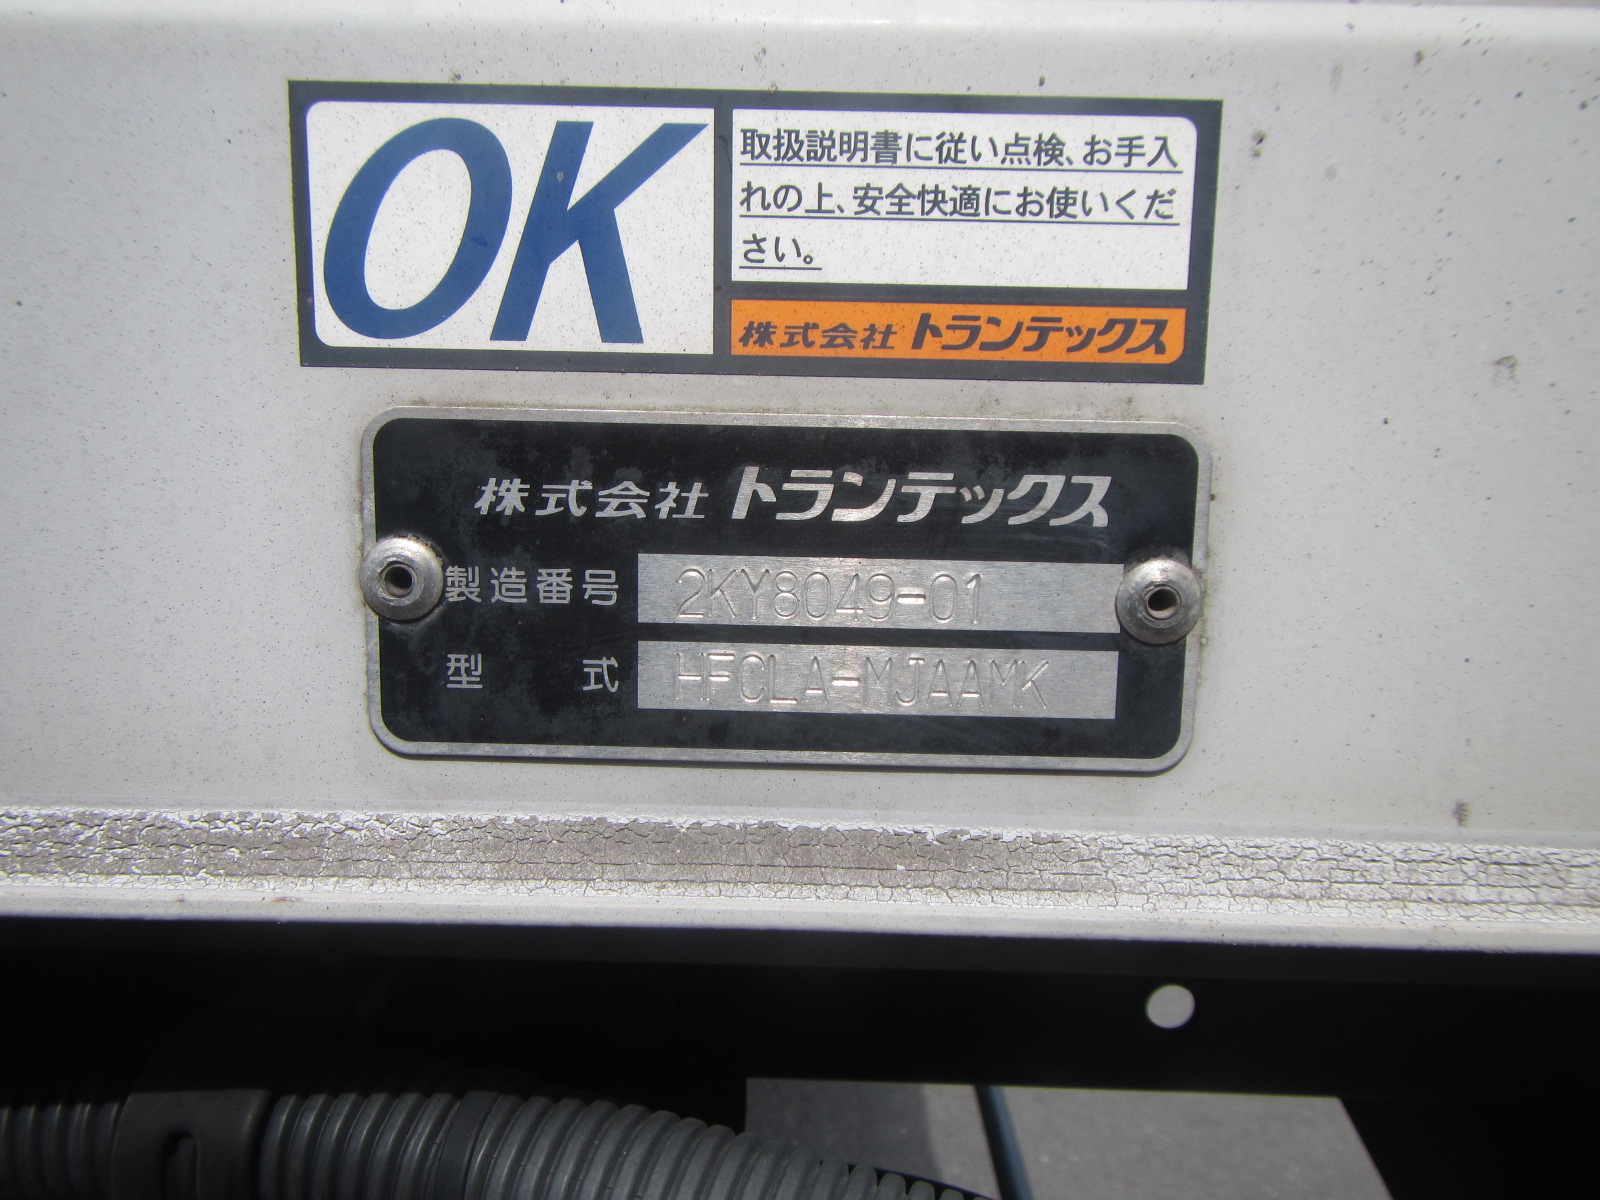 OK
取扱説明書に従い点検、お手入
れの上、安全快適にお使いくだ
さい。
株式会社 トランテックス
株式会社 トランテックス
製造番号 2KY8049-01
型式 HFCLA-MJAAMK